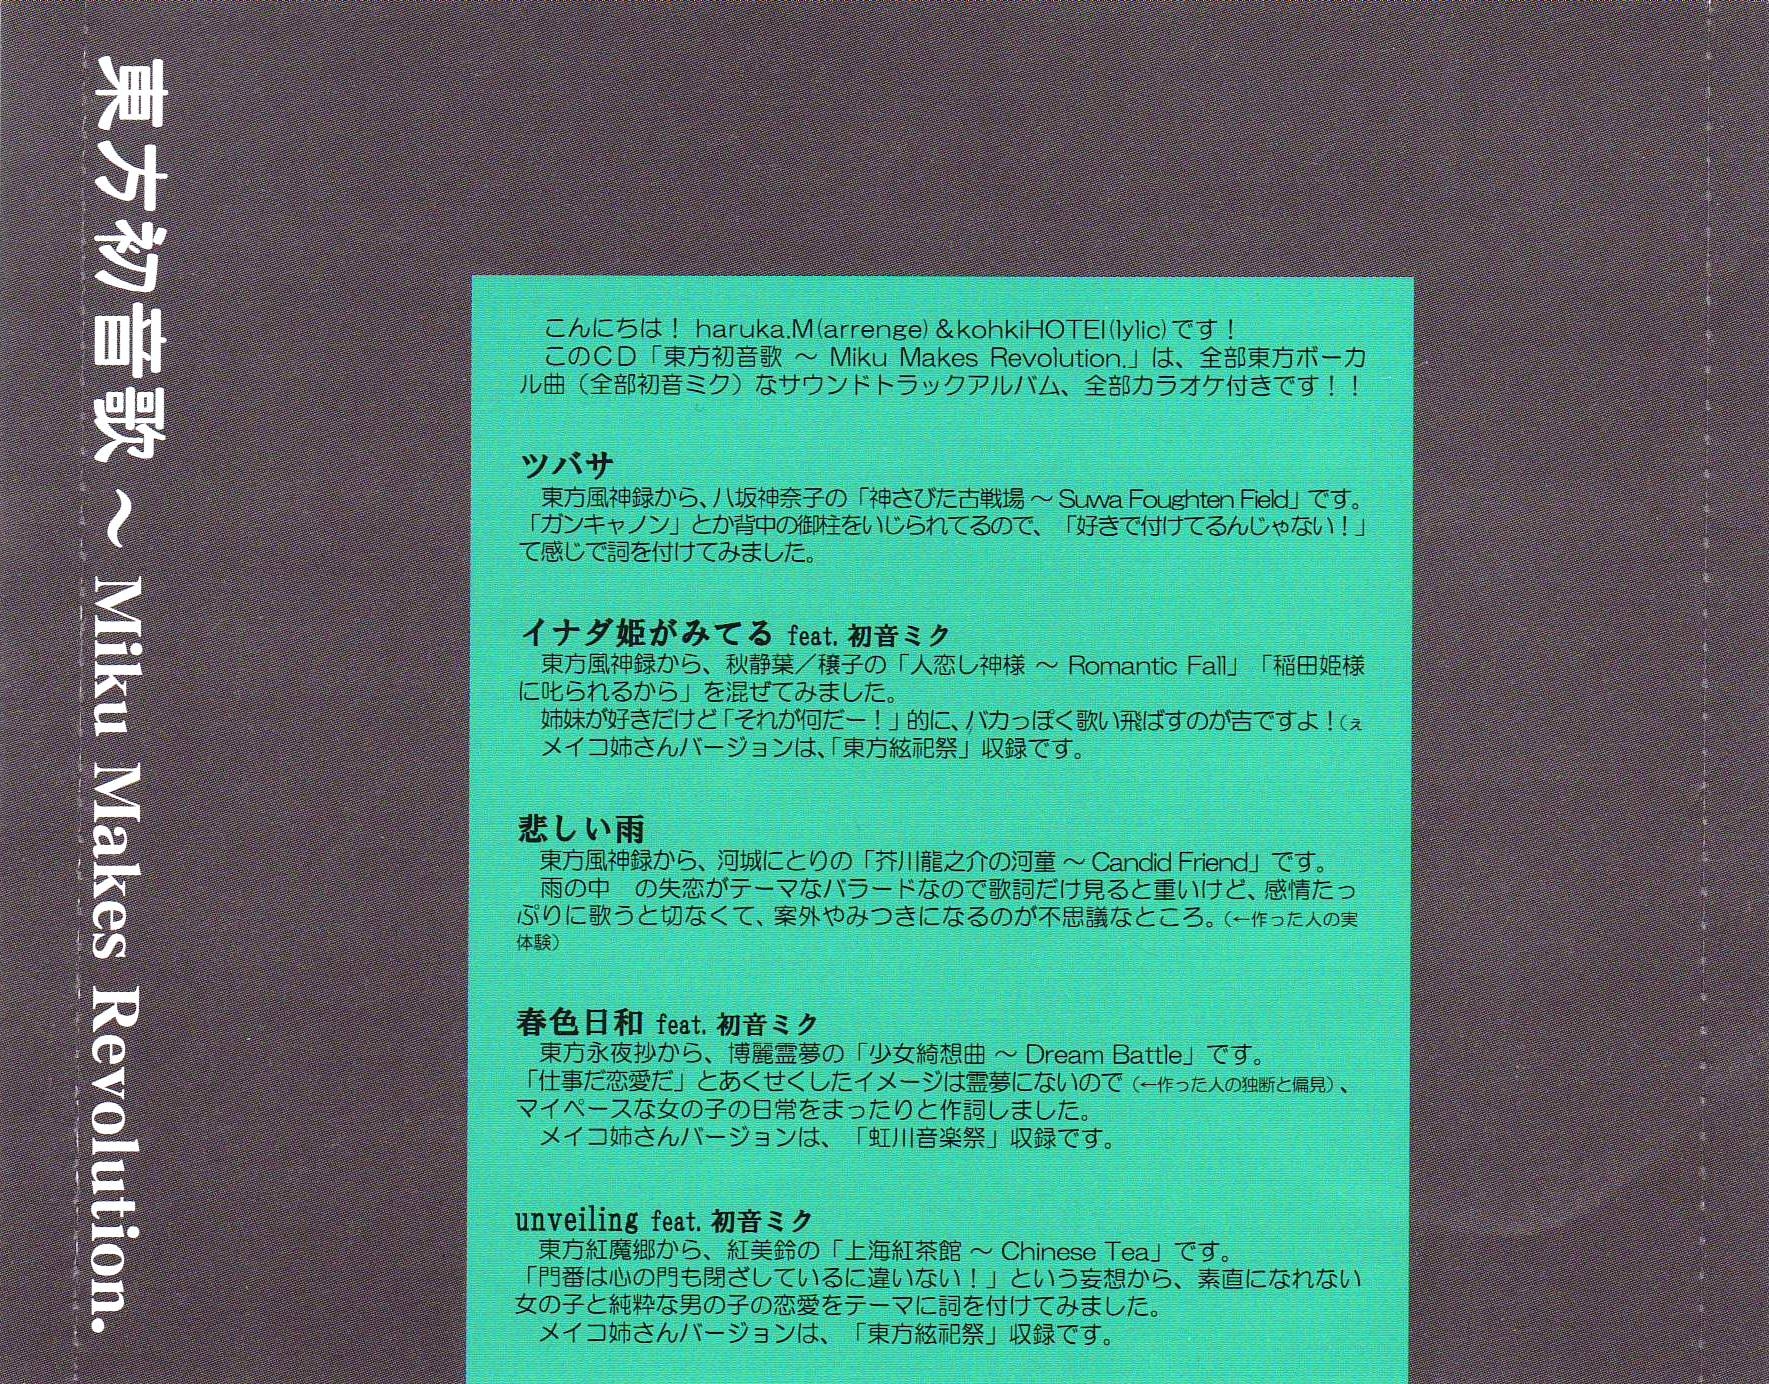 東方初音歌 ～ Miku Makes Revolution.
こんにちは！ haruka.M(arrenge)＆kohkiHOTEI(lylic)です！
このCD「東方初音歌 ～ Miku Makes Revolution.」は、全部東方ボーカ
ル曲（全部初音ミク）なサウンドトラックアルバム、全部カラオケ付きです！！
ツバサ
東方風神録から、八坂神奈子の「神さびた古戦場 ～ Suwa Foughten Field」です。
「ガンキャノン」とか背中の御柱をいじられてるので、「好きで付けてるんじゃない！」
て感じで詞を付けてみました。
イナダ姫がみてる feat. 初音ミク
東方風神録から、秋静葉／穣子の「人恋し神様 ～ Romantic Fall」「稲田姫様
に叱られるから」を混ぜてみました。
姉妹が好きだけど「それが何だー！」的に、バカっぽく歌い飛ばすのが吉ですよ！（ぇ
メイコ姉さんバージョンは、「東方絃祀祭」収録です。
悲しい雨
東方風神録から、河城にとりの「芥川龍之介の河童 ～ Candid Friend」です。
雨の中　の失恋がテーマなバラードなので歌詞だけ見ると重いけど、感情たっ
ぷりに歌うと切なくて、案外やみつきになるのが不思議なところ。（←作った人の実
体験）
春色日和 feat. 初音ミク
東方永夜抄から、博麗霊夢の「少女綺想曲 ～ Dream Battle」です。
「仕事だ恋愛だ」とあくせくしたイメージは霊夢にないので（←作った人の独断と偏見）、
マイペースな女の子の日常をまったりと作詞しました。
メイコ姉さんバージョンは、「虹川音楽祭」収録です。
unveiling feat. 初音ミク
東方紅魔郷から、紅美鈴の「上海紅茶館 ～ Chinese Tea」です。
「門番は心の門も閉ざしているに違いない！」という妄想から、素直になれない
女の子と純粋な男の子の恋愛をテーマに詞を付けてみました。
メイコ姉さんバージョンは、「東方絃祀祭」収録です。